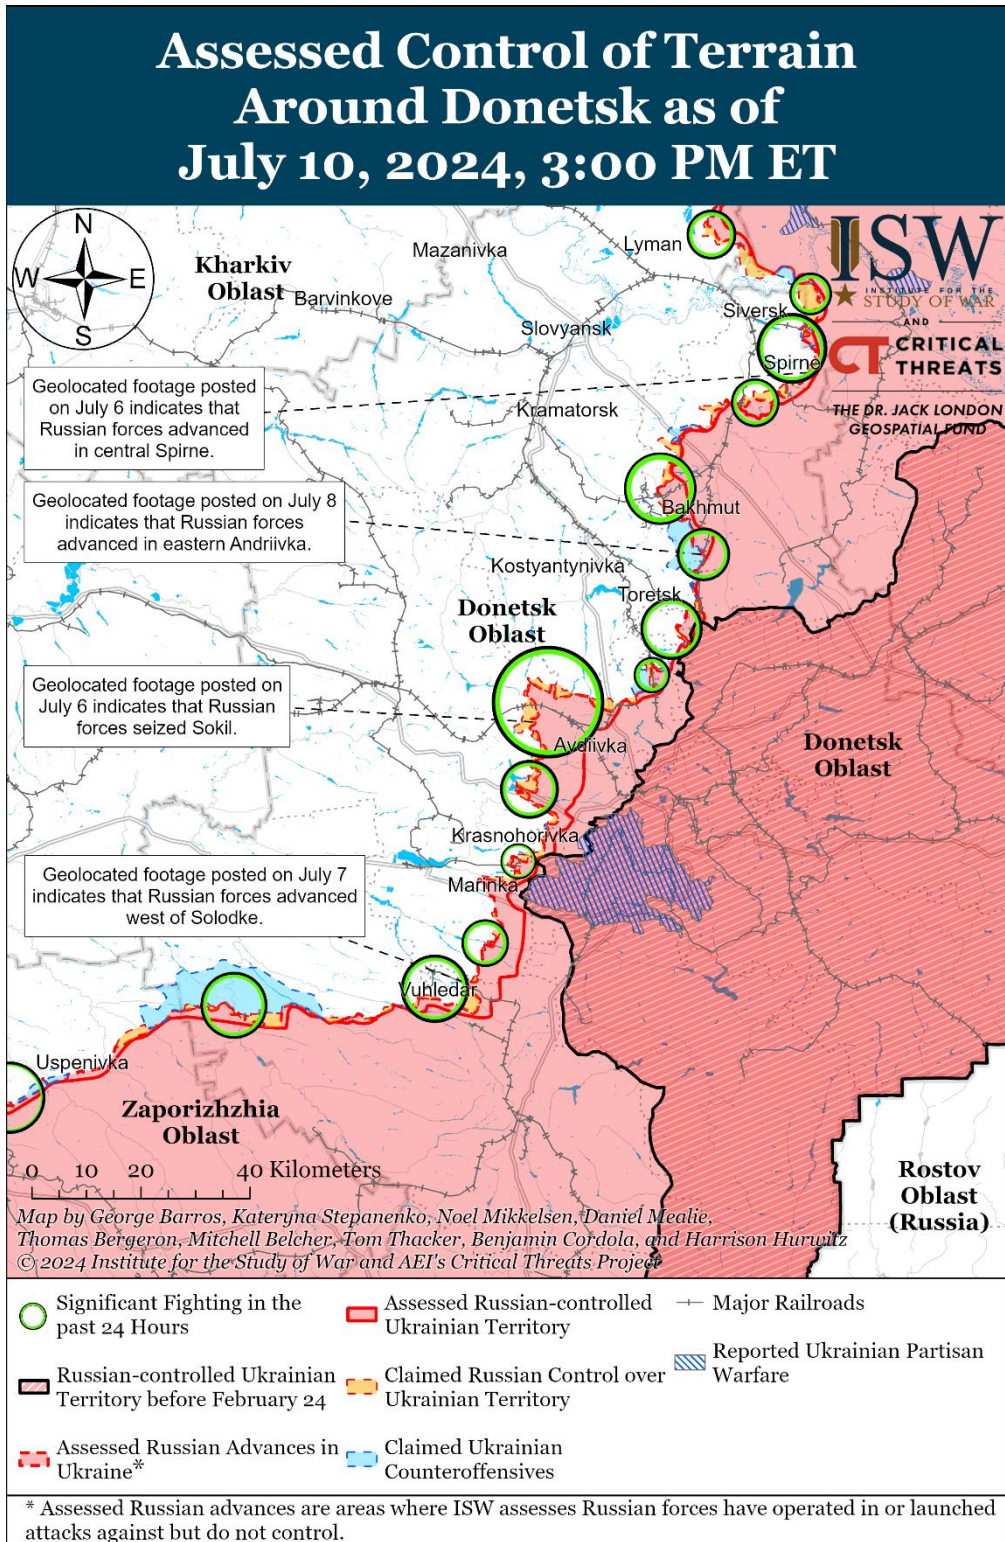 Assessed Control of Terrain
Around Donetsk as of
July 10, 2024, 3:00 PM ET
N
W
E
S
Kharkiv
Oblast
Mazanivka
Lyman
ISW
INSTITUTE FOR THE
STUDY OF WAR
AND
CT CRITICAL
THREATS
THE DR. JACK LONDON
GEOSPATIAL FUND
Barvinkove
Slovyansk
Siversk
Spirne
Geolocated footage posted
on July 6 indicates that
Russian forces advanced
in central Spirne.
Kramatorsk
Geolocated footage posted on July 8
indicates that Russian forces
advanced in eastern Andriivka.
Bakhmut
Kostyantynivka
Toretsk
Donetsk
Oblast
Geolocated footage posted on
July 6 indicates that Russian
forces seized Sokil.
Avdiivka
Donetsk
Oblast
Krasnohorivka
Marinka
Geolocated footage posted on July 7
indicates that Russian forces advanced
west of Solodke.
Vuhledar
Uspenivka
Zaporizhzhia
Oblast
Rostov
Oblast
(Russia)
0 10 20 40 Kilometers
Map by George Barros, Kateryna Stepanenko, Noel Mikkelsen, Daniel Mealie,
Thomas Bergeron, Mitchell Belcher, Tom Thacker, Benjamin Cordola, and Harrison Hurwitz
© 2024 Institute for the Study of War and AEI's Critical Threats Project
Significant Fighting in the
past 24 Hours
Russian-controlled Ukrainian
Territory before February 24
Assessed Russian Advances in
Ukraine*
Assessed Russian-controlled
Ukrainian Territory
Claimed Russian Control over
Ukrainian Territory
Claimed Ukrainian
Counteroffensives
Major Railroads
Reported Ukrainian Partisan
Warfare
* Assessed Russian advances are areas where ISW assesses Russian forces have operated in or launched
attacks against but do not control.